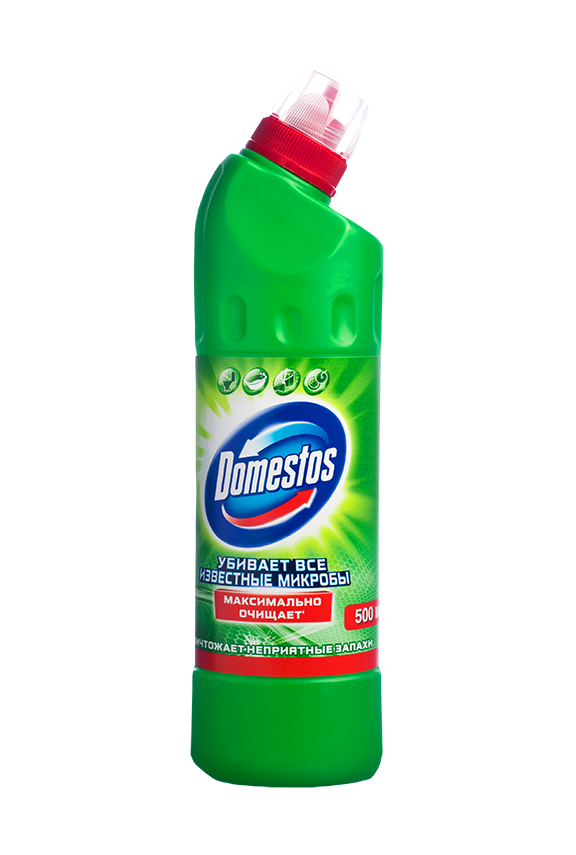 Domestos
УБИВАЕТ ВСЕ
ИЗВЕСТНЫЕ МИКРОБЫ
МАКСИМАЛЬНО
ОЧИЩАЕТ
500
НЕПРИЯТНЫЕ ЗАПАХИ